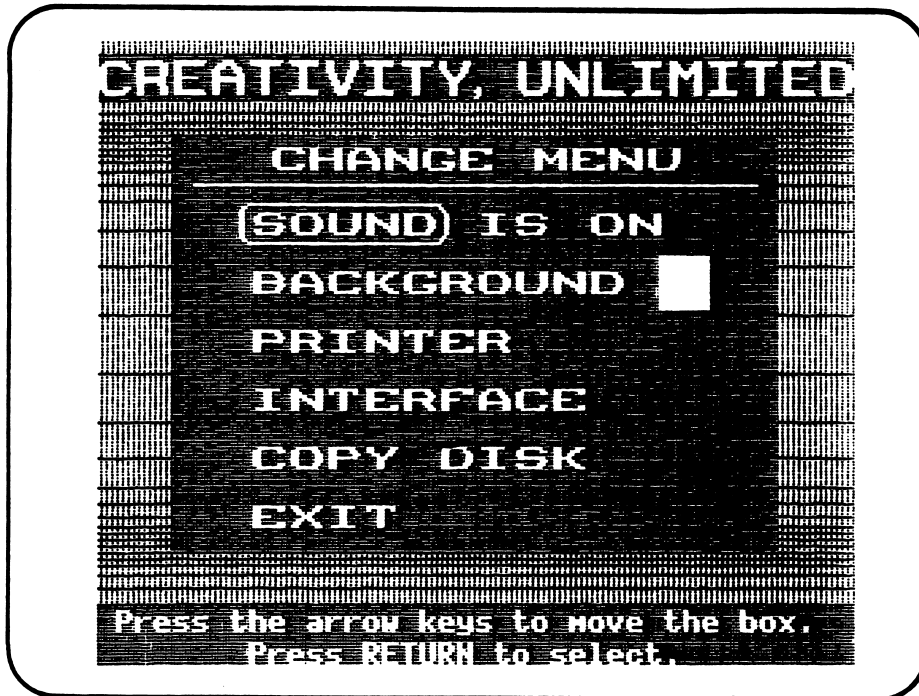 CREATIVITY, UNLIMITED
CHANGE MENU
SOUND IS ON
BACKGROUND
PRINTER
INTERFACE
COPY DISK
EXIT
Press the arrow keys to move the box.
Press RETURN to select.